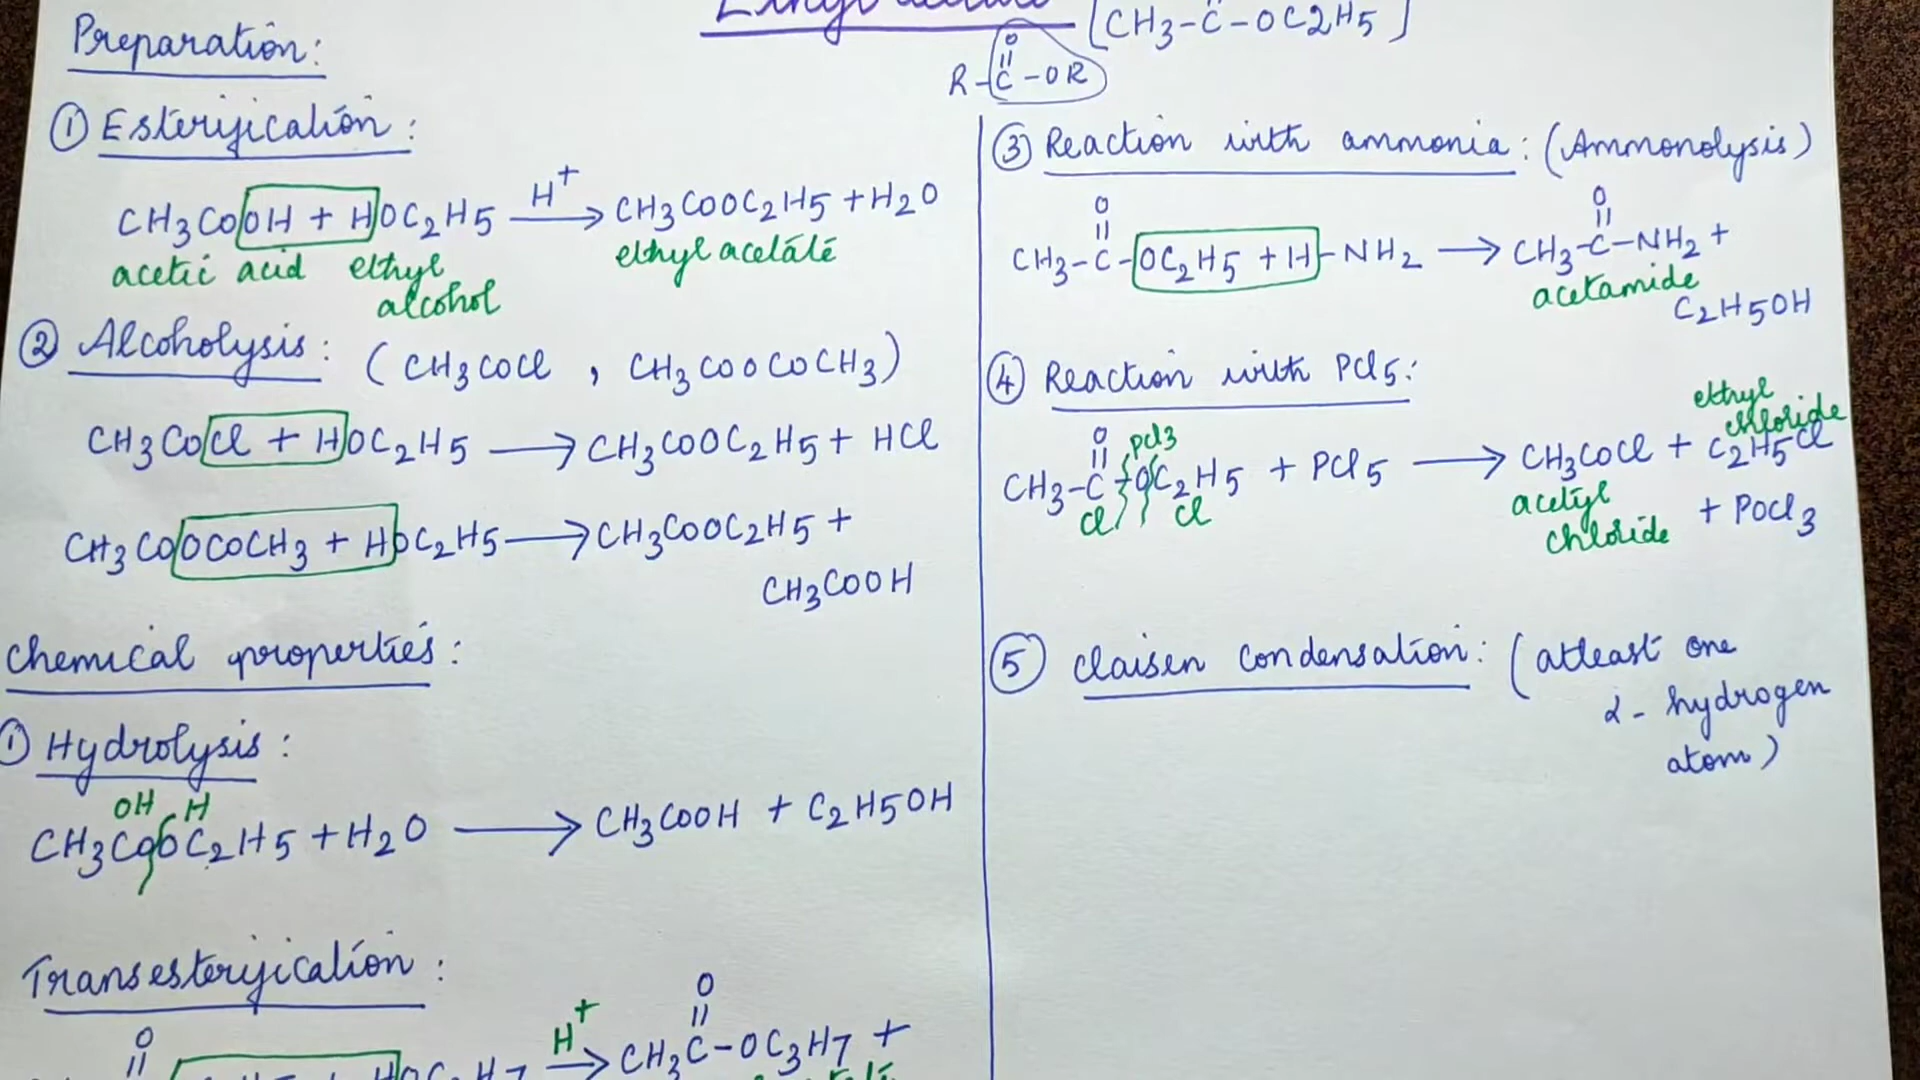 [CH3-C-OC2H5]
O
||
R-C-OR
Preparation:
① Esterification:
H+
CH3COOH + HOC2H5 → CH3COOC2H5 + H2O
acetic acid ethyl alcohol ethyl acetate
② Alcoholysis: (CH3COCl, CH3COOCOCH3)
CH3COCl + HOC2H5 → CH3COOC2H5 + HCl
CH3COOCOCH3 + HOC2H5 → CH3COOC2H5 +
CH3COOH
Chemical properties:
① Hydrolysis:
OH H
CH3COOC2H5 + H2O → CH3COOH + C2H5OH
Transesterification:
O
||
H+
O
||
CH3C-OC3H7 +
③ Reaction with ammonia: (Ammonolysis)
O O
|| ||
CH3-C-OC2H5 + H-NH2 → CH3-C-NH2 +
acetamide
C2H5OH
④ Reaction with PCl5:
ethyl
chloride
O PCl3
||
CH3-C-OC2H5 + PCl5 → CH3COCl + C2H5Cl
Cl Cl
acetyl
chloride
+ POCl3
⑤ Claisen Condensation: (atleast one
α- hydrogen
atom)